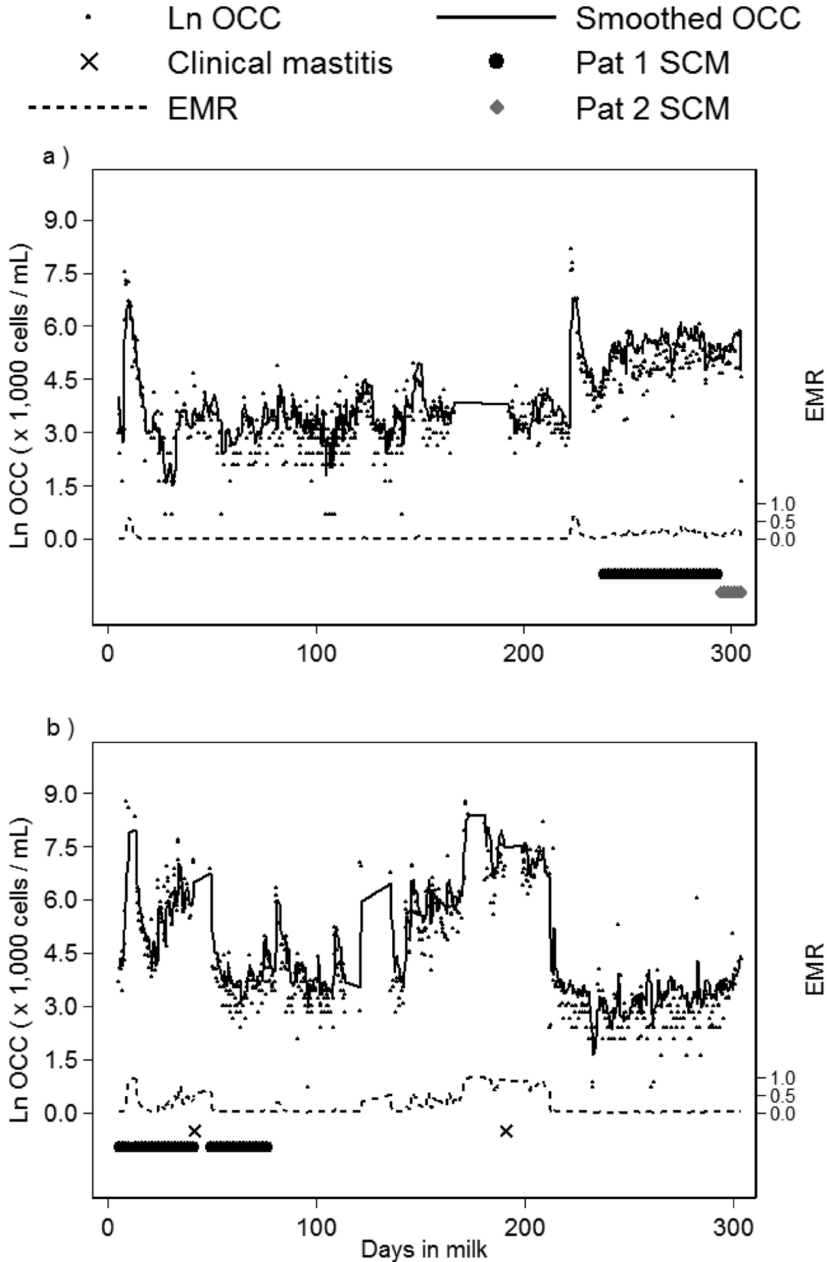 Ln OCC Smoothed OCC
Clinical mastitis Pat 1 SCM
EMR Pat 2 SCM
a )
Ln OCC ( x 1,000 cells / mL)
9.0
7.5
6.0
4.5
3.0
1.5
0.0
EMR
1.0
0.5
0.0
0 100 200 300
b )
Ln OCC ( x 1,000 cells / mL)
9.0
7.5
6.0
4.5
3.0
1.5
0.0
EMR
1.0
0.5
0.0
0 100 200 300
Days in milk